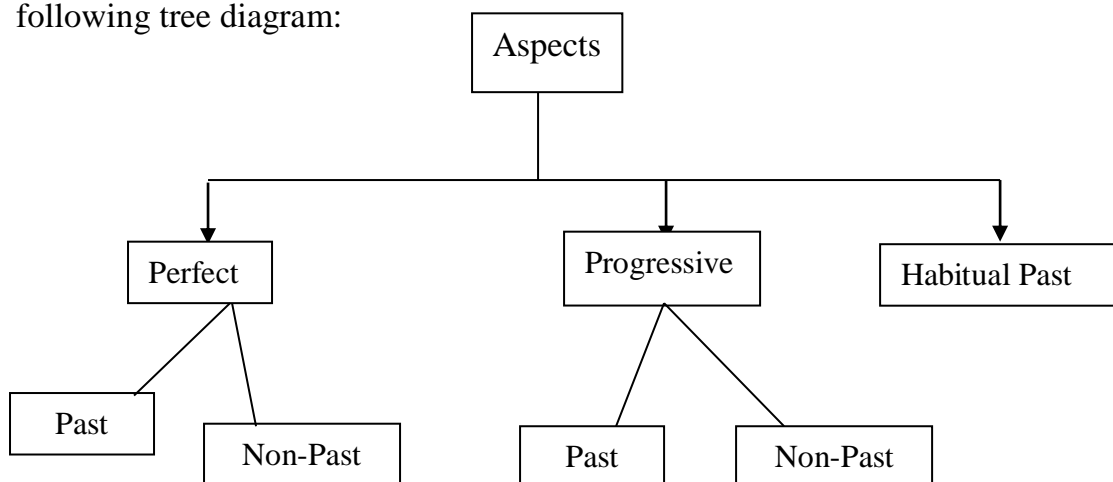 following tree diagram:
Aspects
Perfect
Progressive
Habitual Past
Past
Non-Past
Past
Non-Past